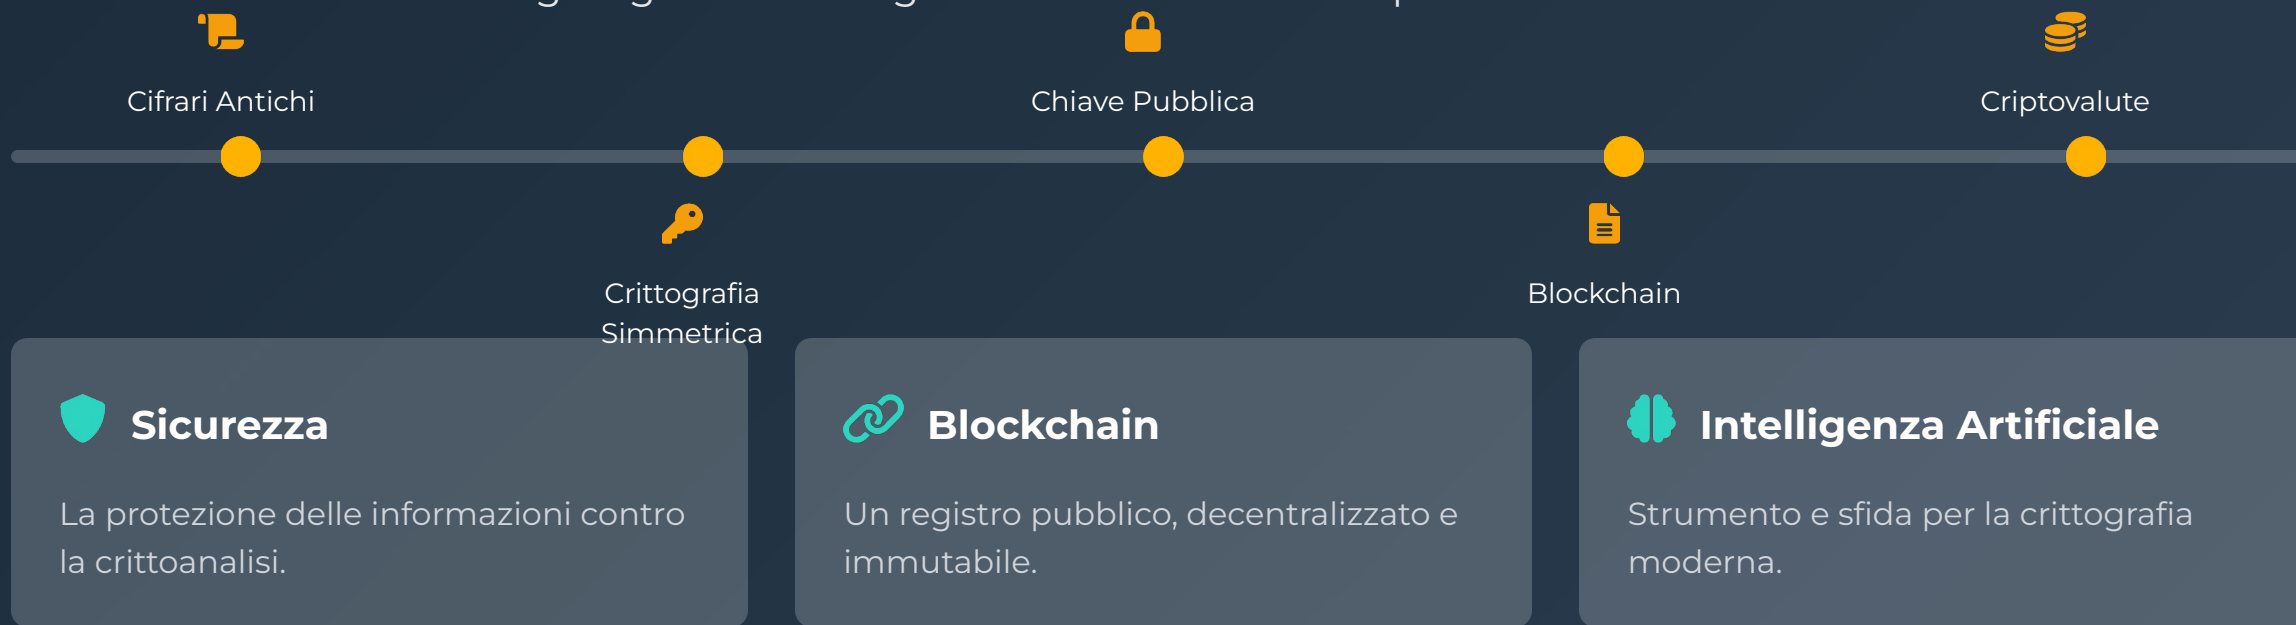 Cifrari Antichi
Chiave Pubblica
Criptovalute
Crittografia
Simmetrica
Blockchain
Sicurezza
La protezione delle informazioni contro
la crittoanalisi.
Blockchain
Un registro pubblico, decentralizzato e
immutabile.
Intelligenza Artificiale
Strumento e sfida per la crittografia
moderna.